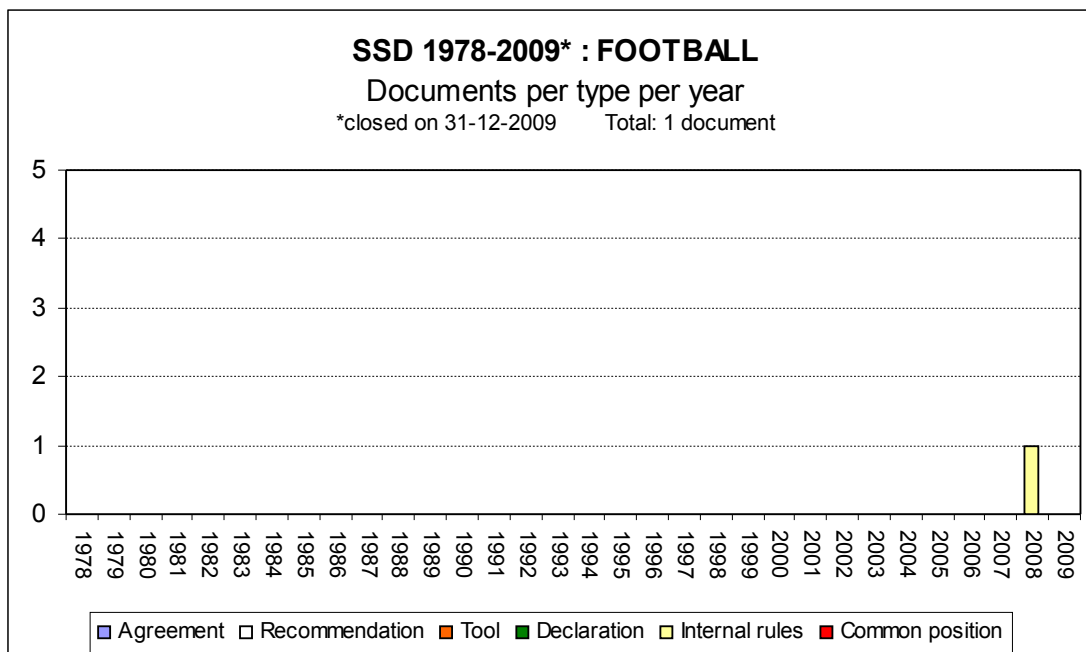 SSD 1978-2009* : FOOTBALL
Documents per type per year
*closed on 31-12-2009 Total: 1 document
5
4
3
2
1
0
1978 1979 1980 1981 1982 1983 1984 1985 1986 1987 1988 1989 1990 1991 1992 1993 1994 1995 1996 1997 1998 1999 2000 2001 2002 2003 2004 2005 2006 2007 2008 2009
Agreement Recommendation Tool Declaration Internal rules Common position